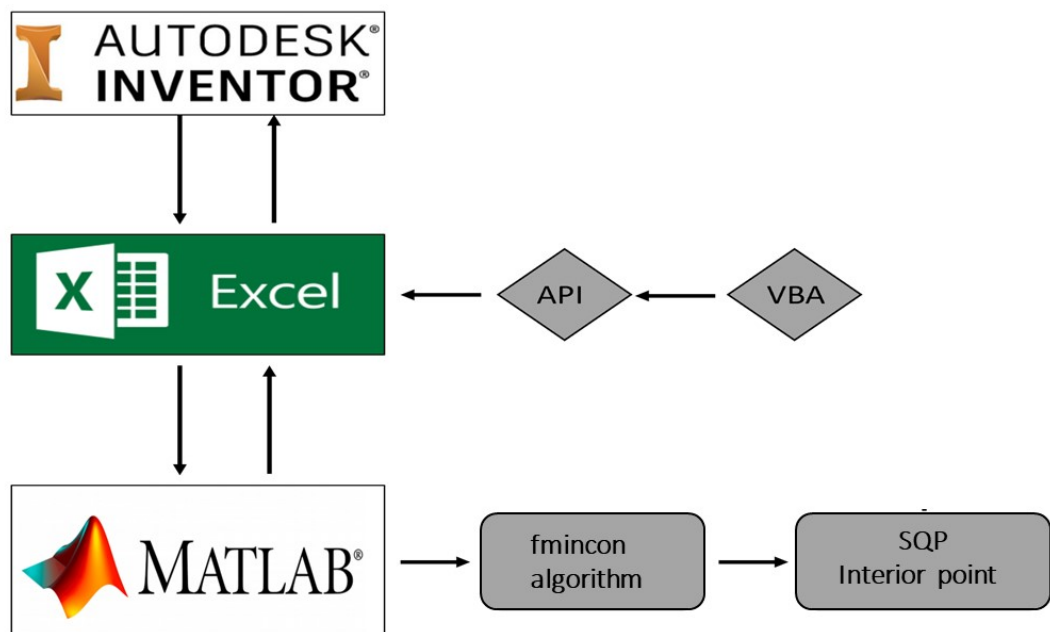 AUTODESK®
INVENTOR®
X Excel
API
VBA
MATLAB®
fmincon
algorithm
SQP
Interior point